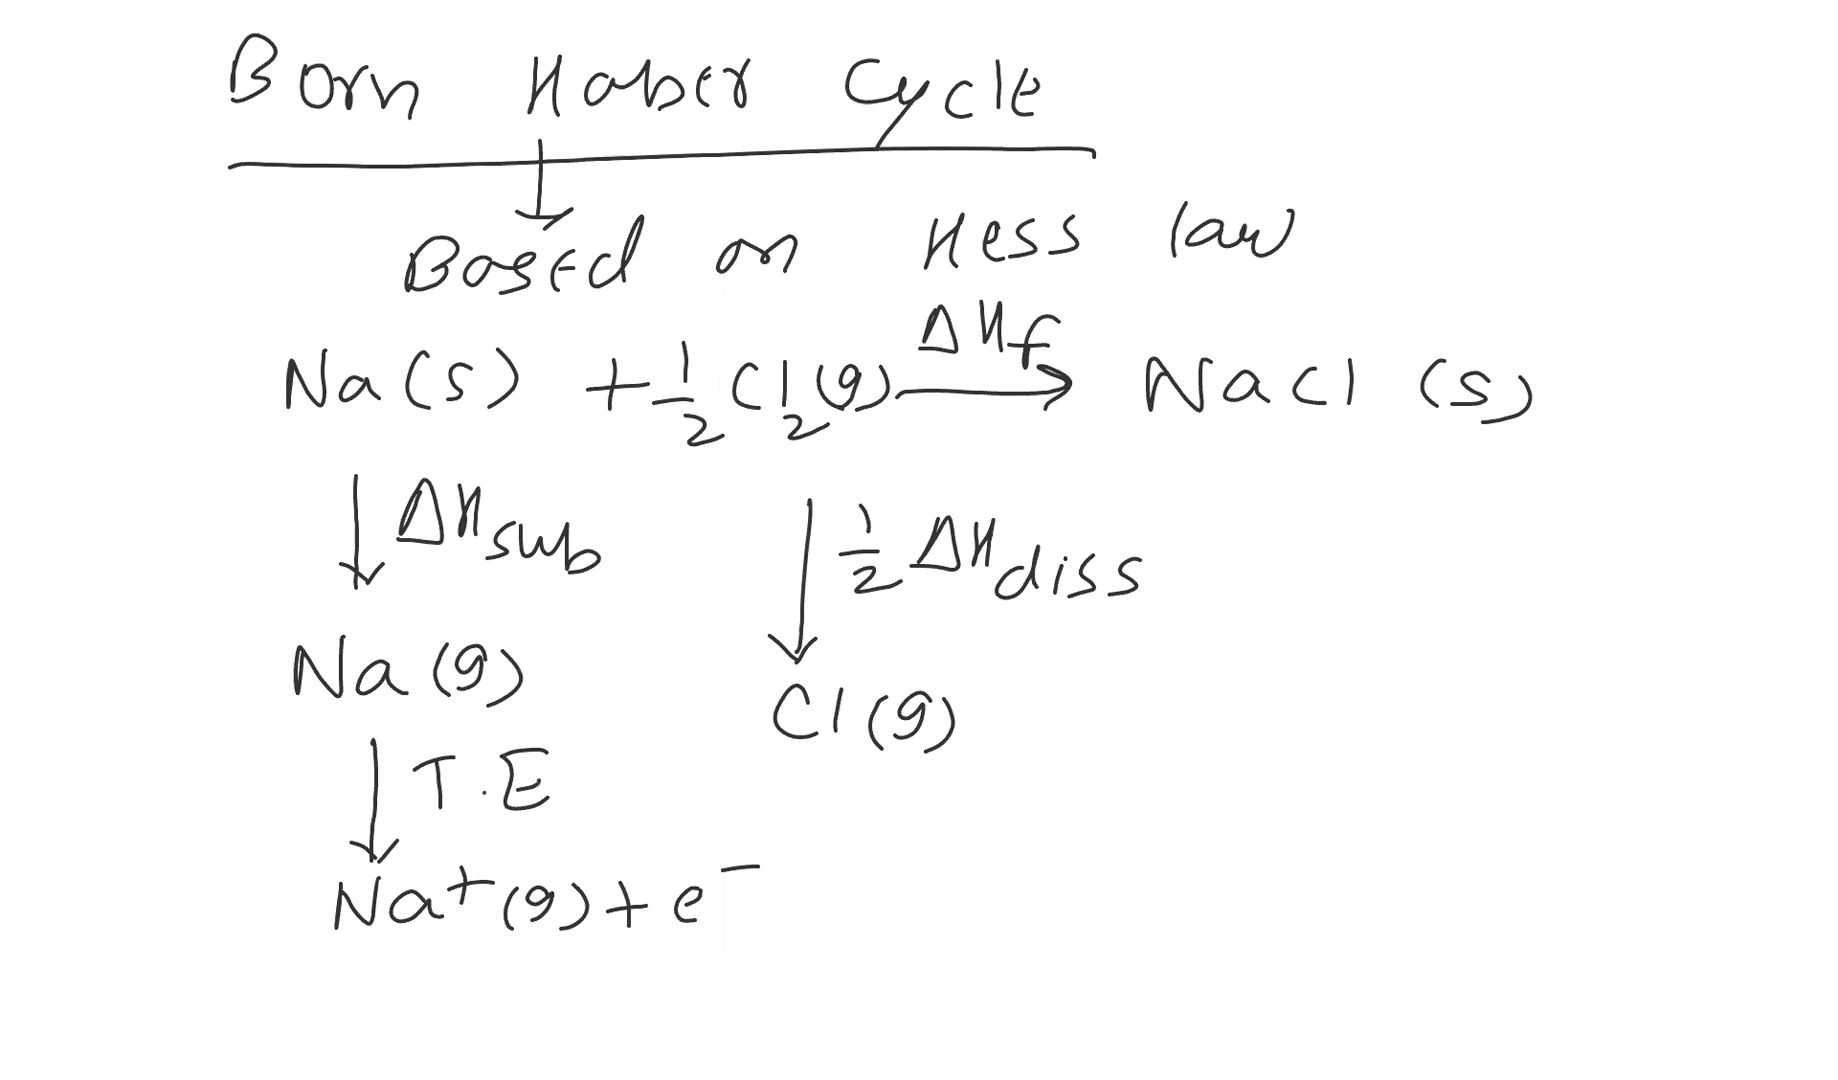 Born Haber Cycle
Based on Hess law
Na(s) + 1/2 Cl2(g) ΔHf → NaCl (s)
↓ ΔHsub ↓ 1/2 ΔHdiss
Na (g) Cl (g)
↓ I.E
Na+ (g) + e-